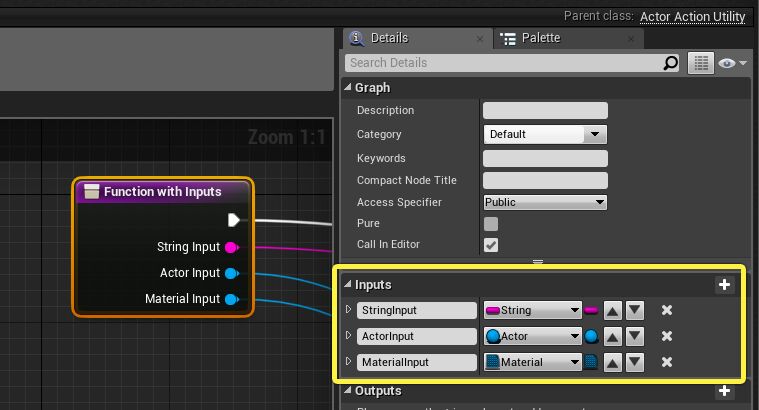 Parent class: Actor Action Utility
Details
Palette
Search Details
Graph
Description
Category Default
Keywords
Compact Node Title
Access Specifier Public
Pure
Call In Editor
Zoom 1:1
Function with Inputs
String Input
Actor Input
Material Input
Inputs
StringInput String
ActorInput Actor
MaterialInput Material
Outputs